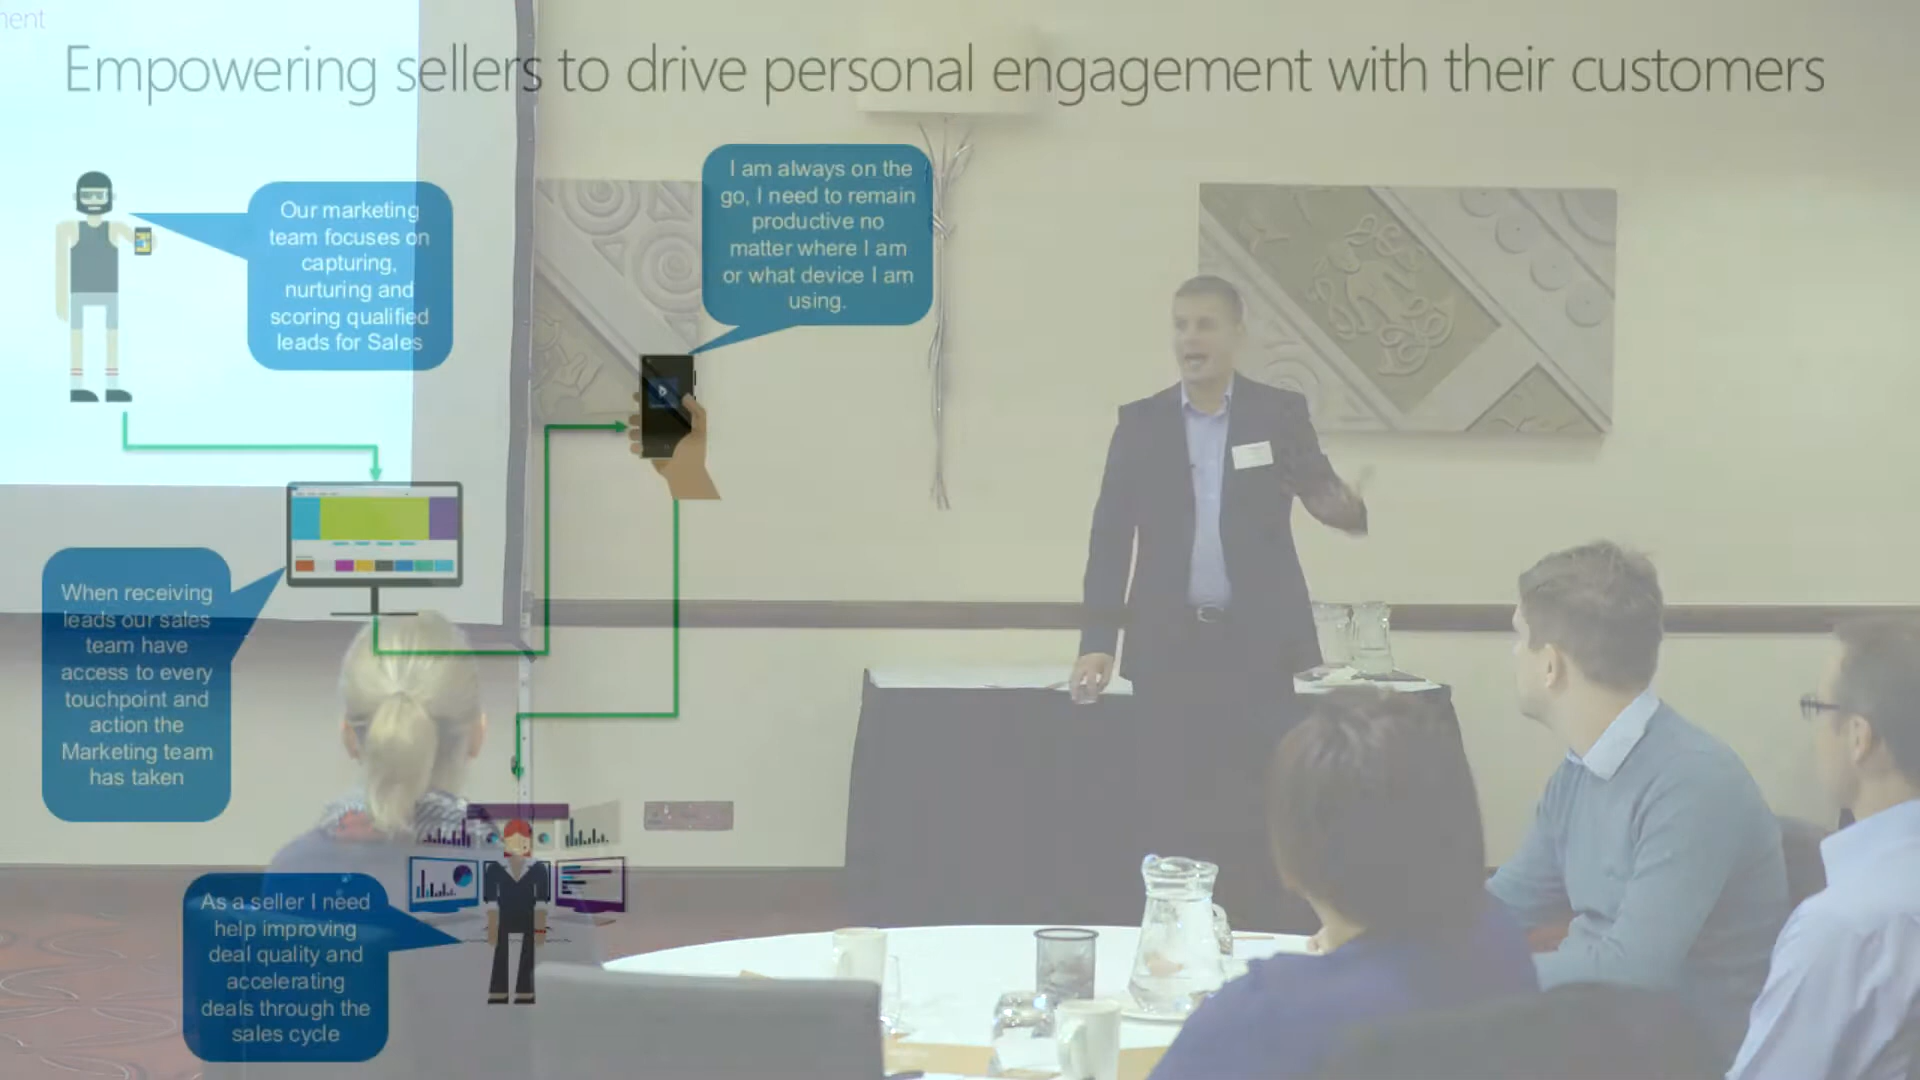 ment
Empowering sellers to drive personal engagement with their customers
Our marketing
team focuses on
capturing,
nurturing and
scoring qualified
leads for Sales
I am always on the
go, I need to remain
productive no
matter where I am
or what device I am
using.
When receiving
leads our sales
team have
access to every
touchpoint and
action the
Marketing team
has taken
As a seller I need
help improving
deal quality and
accelerating
deals through the
sales cycle